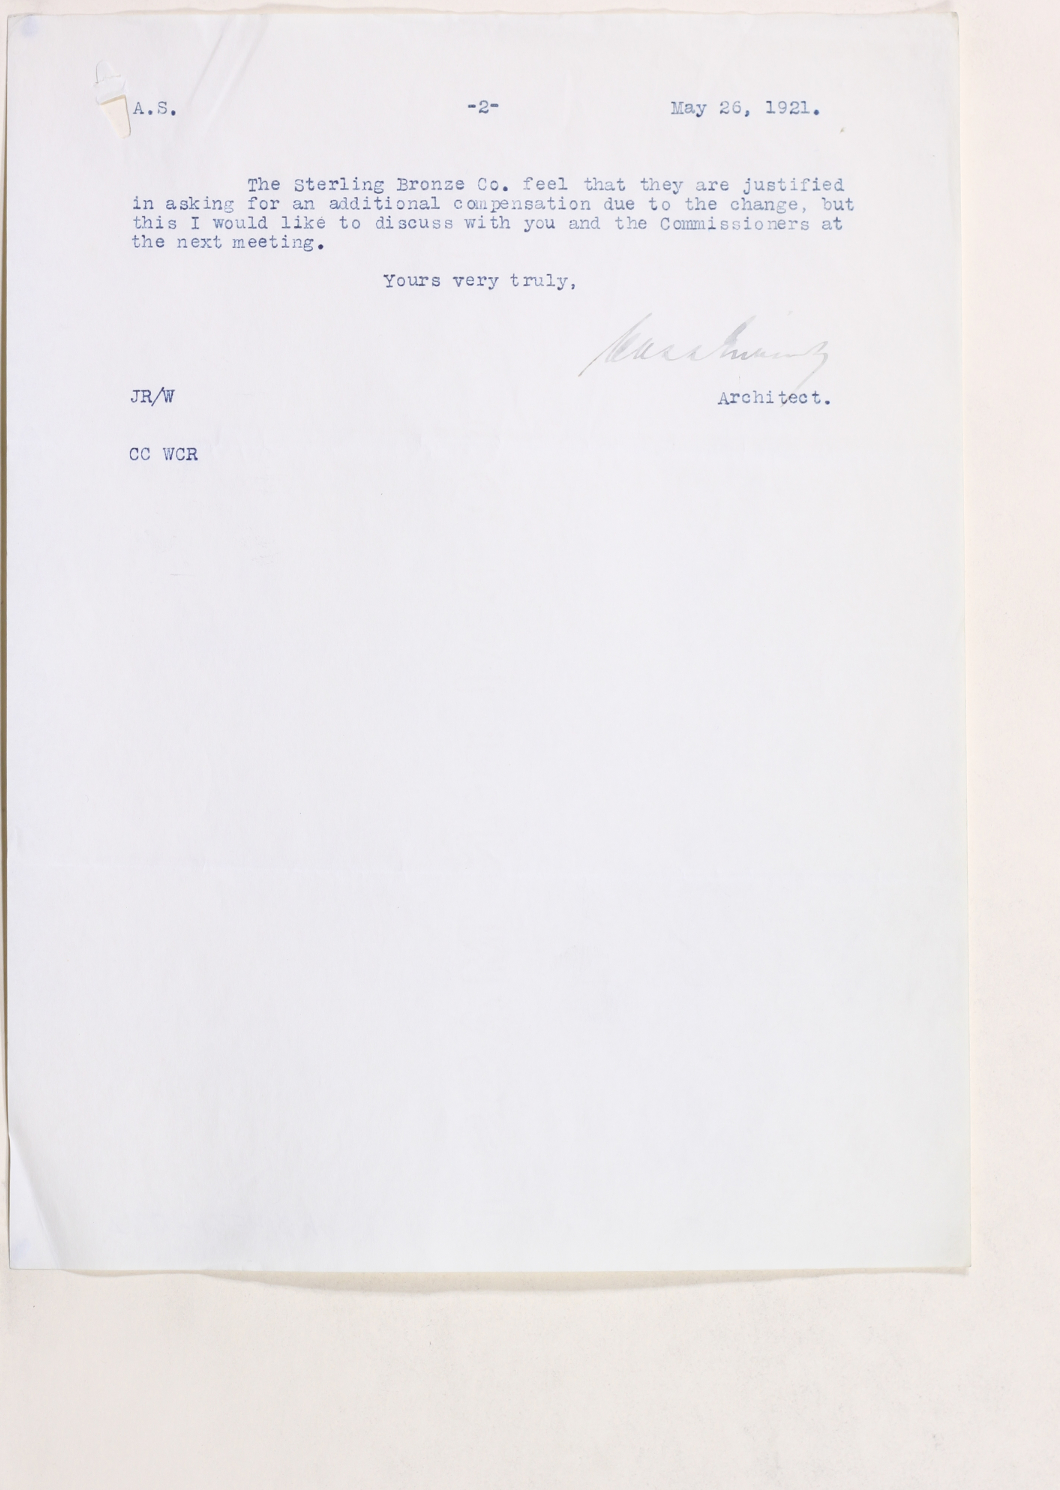 A.S. -2- May 26, 1921.
The Sterling Bronze Co. feel that they are justified
in asking for an additional compensation due to the change, but
this I would like to discuss with you and the Commissioners at
the next meeting.
Yours very truly,
JR/W Architect.
CC WCR